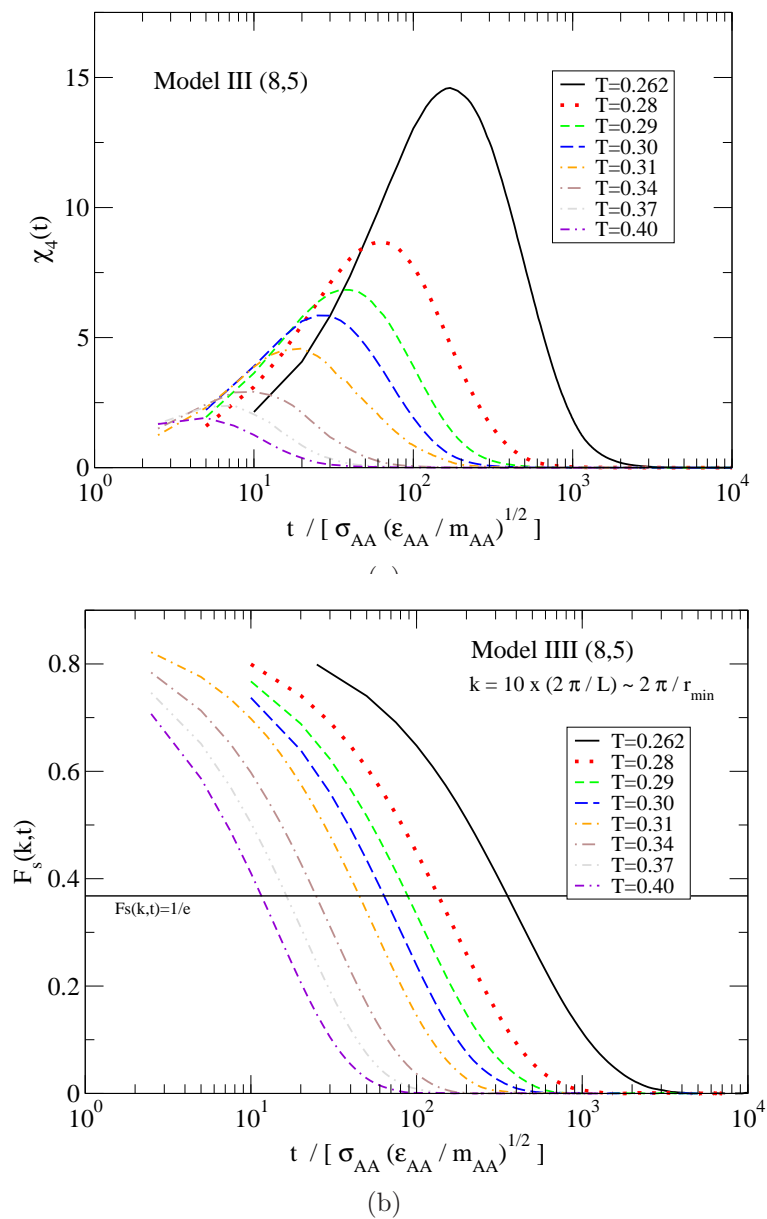 15
10
5
0
χ4(t)
Model III (8,5)
T=0.262
T=0.28
T=0.29
T=0.30
T=0.31
T=0.34
T=0.37
T=0.40
10^0 10^1 10^2 10^3 10^4
t / [ σAA (εAA / mAA)^1/2 ]
0.8
0.6
0.4
0.2
0
Fs(k,t)
Model IIII (8,5)
k = 10 x (2 π / L) ~ 2 π / rmin
T=0.262
T=0.28
T=0.29
T=0.30
T=0.31
T=0.34
T=0.37
T=0.40
Fs(k,t)=1/e
10^0 10^1 10^2 10^3 10^4
t / [ σAA (εAA / mAA)^1/2 ]
(b)